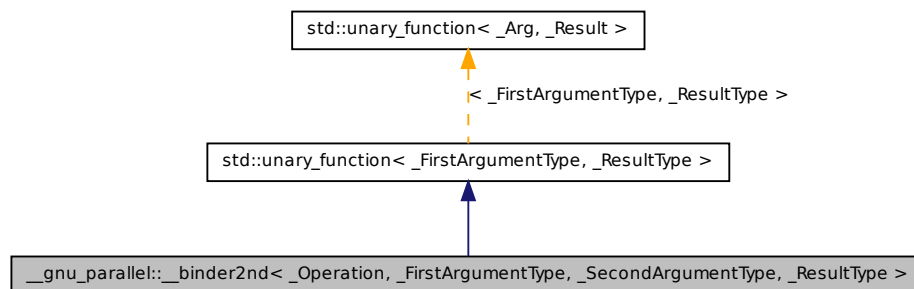 std::unary_function< _Arg, _Result >
< _FirstArgumentType, _ResultType >
std::unary_function< _FirstArgumentType, _ResultType >
__gnu_parallel::__binder2nd< _Operation, _FirstArgumentType, _SecondArgumentType, _ResultType >